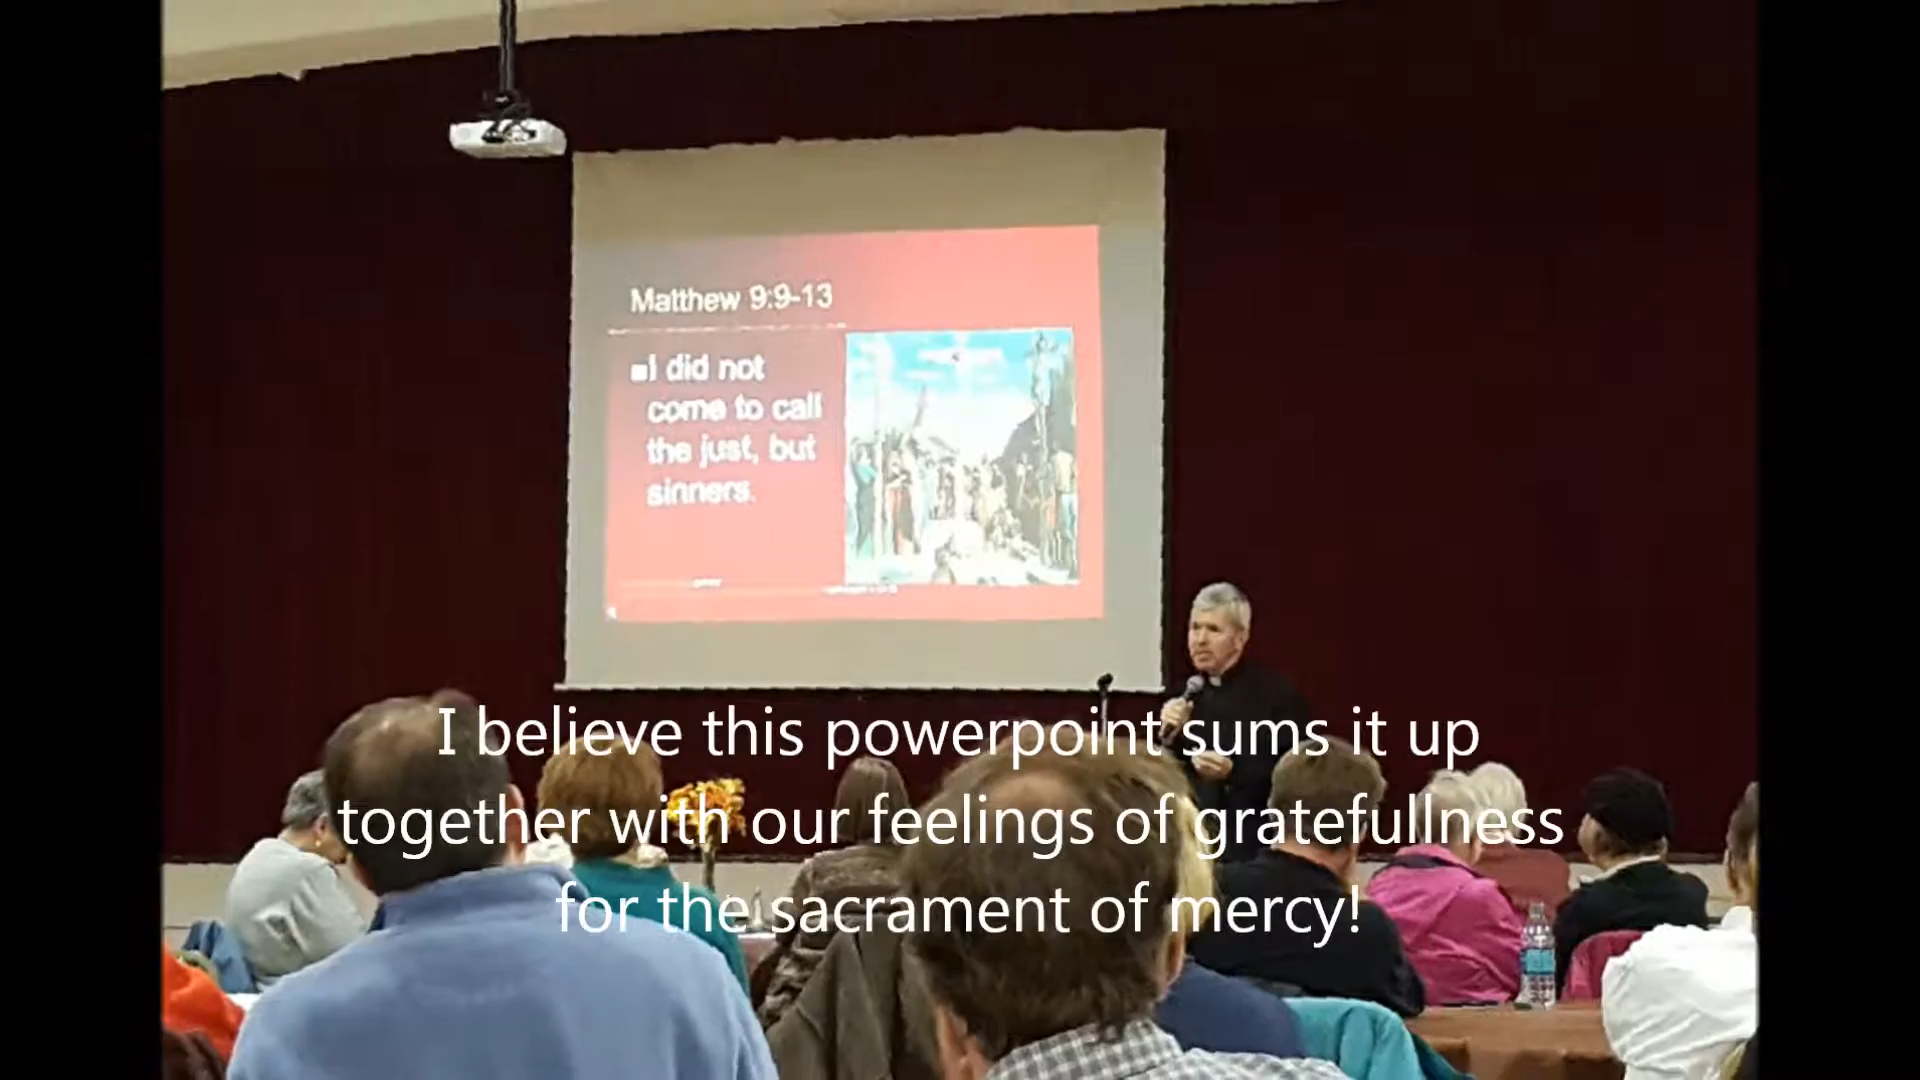 Matthew 9:9-13
■I did not
come to call
the just, but
sinners.
I believe this powerpoint sums it up
together with our feelings of gratefullness
for the sacrament of mercy!